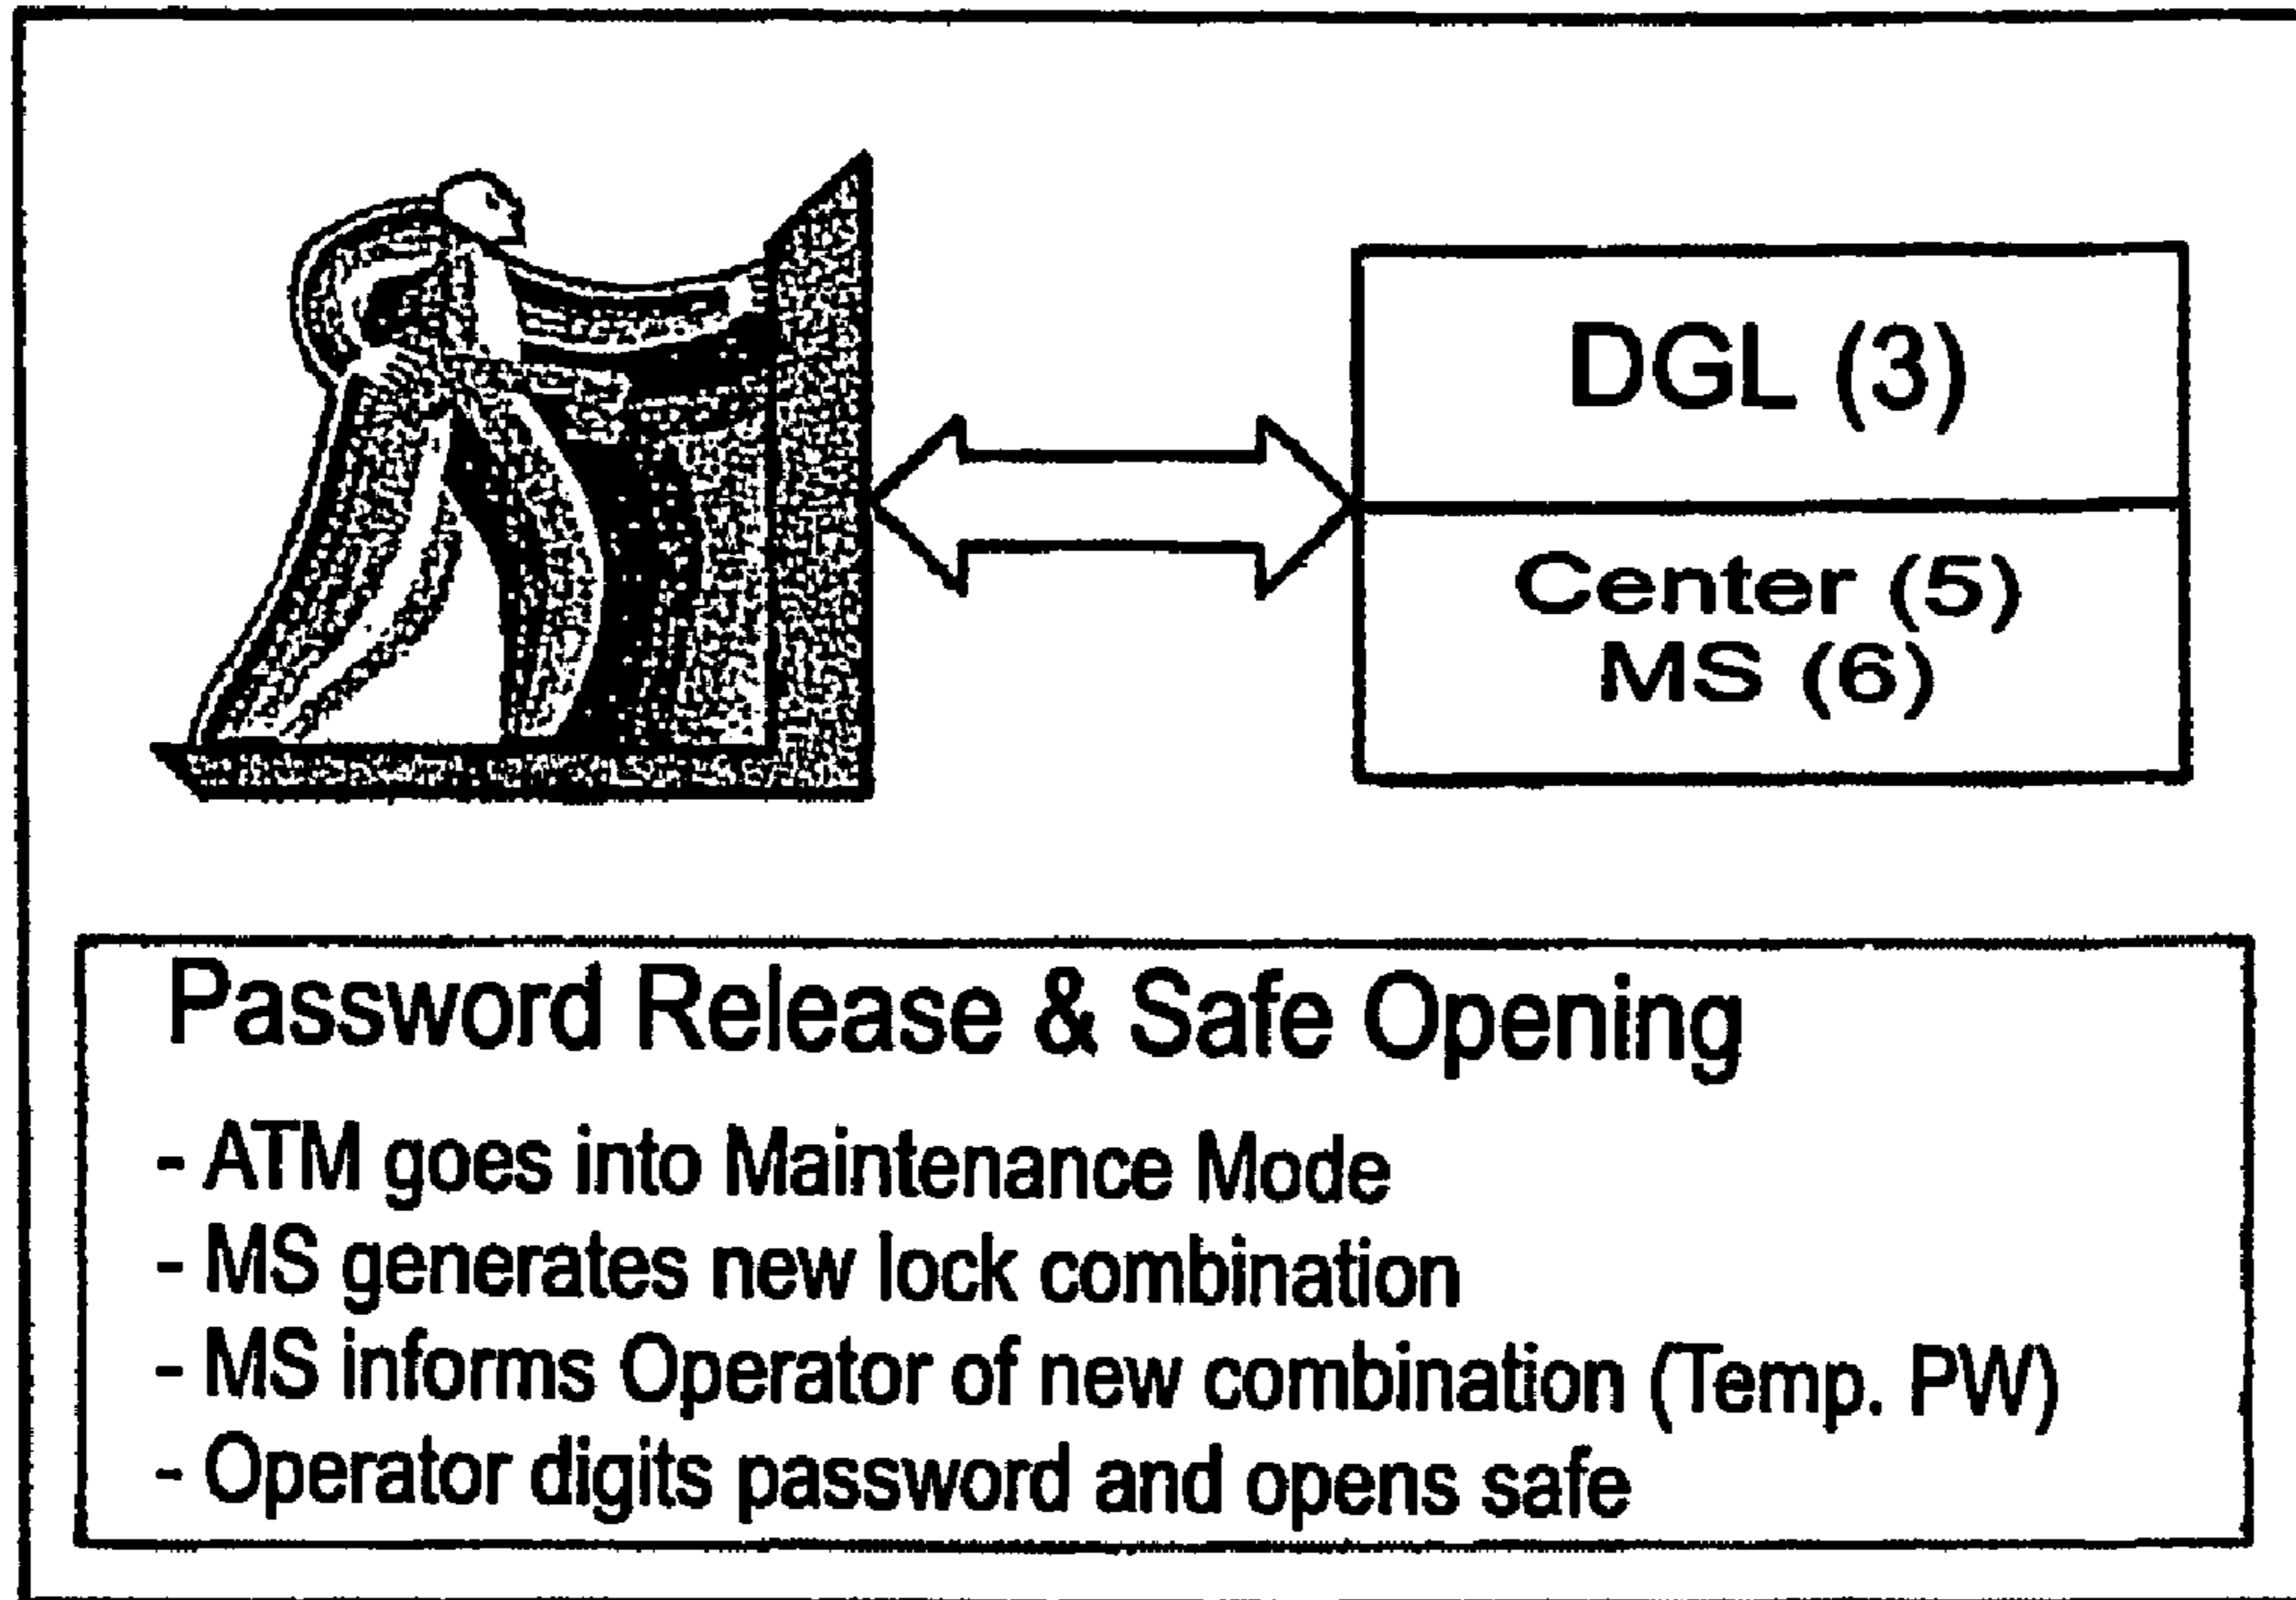 DGL (3)
Center (5)
MS (6)
Password Release & Safe Opening
- ATM goes into Maintenance Mode
- MS generates new lock combination
- MS informs Operator of new combination (Temp. PW)
- Operator digits password and opens safe